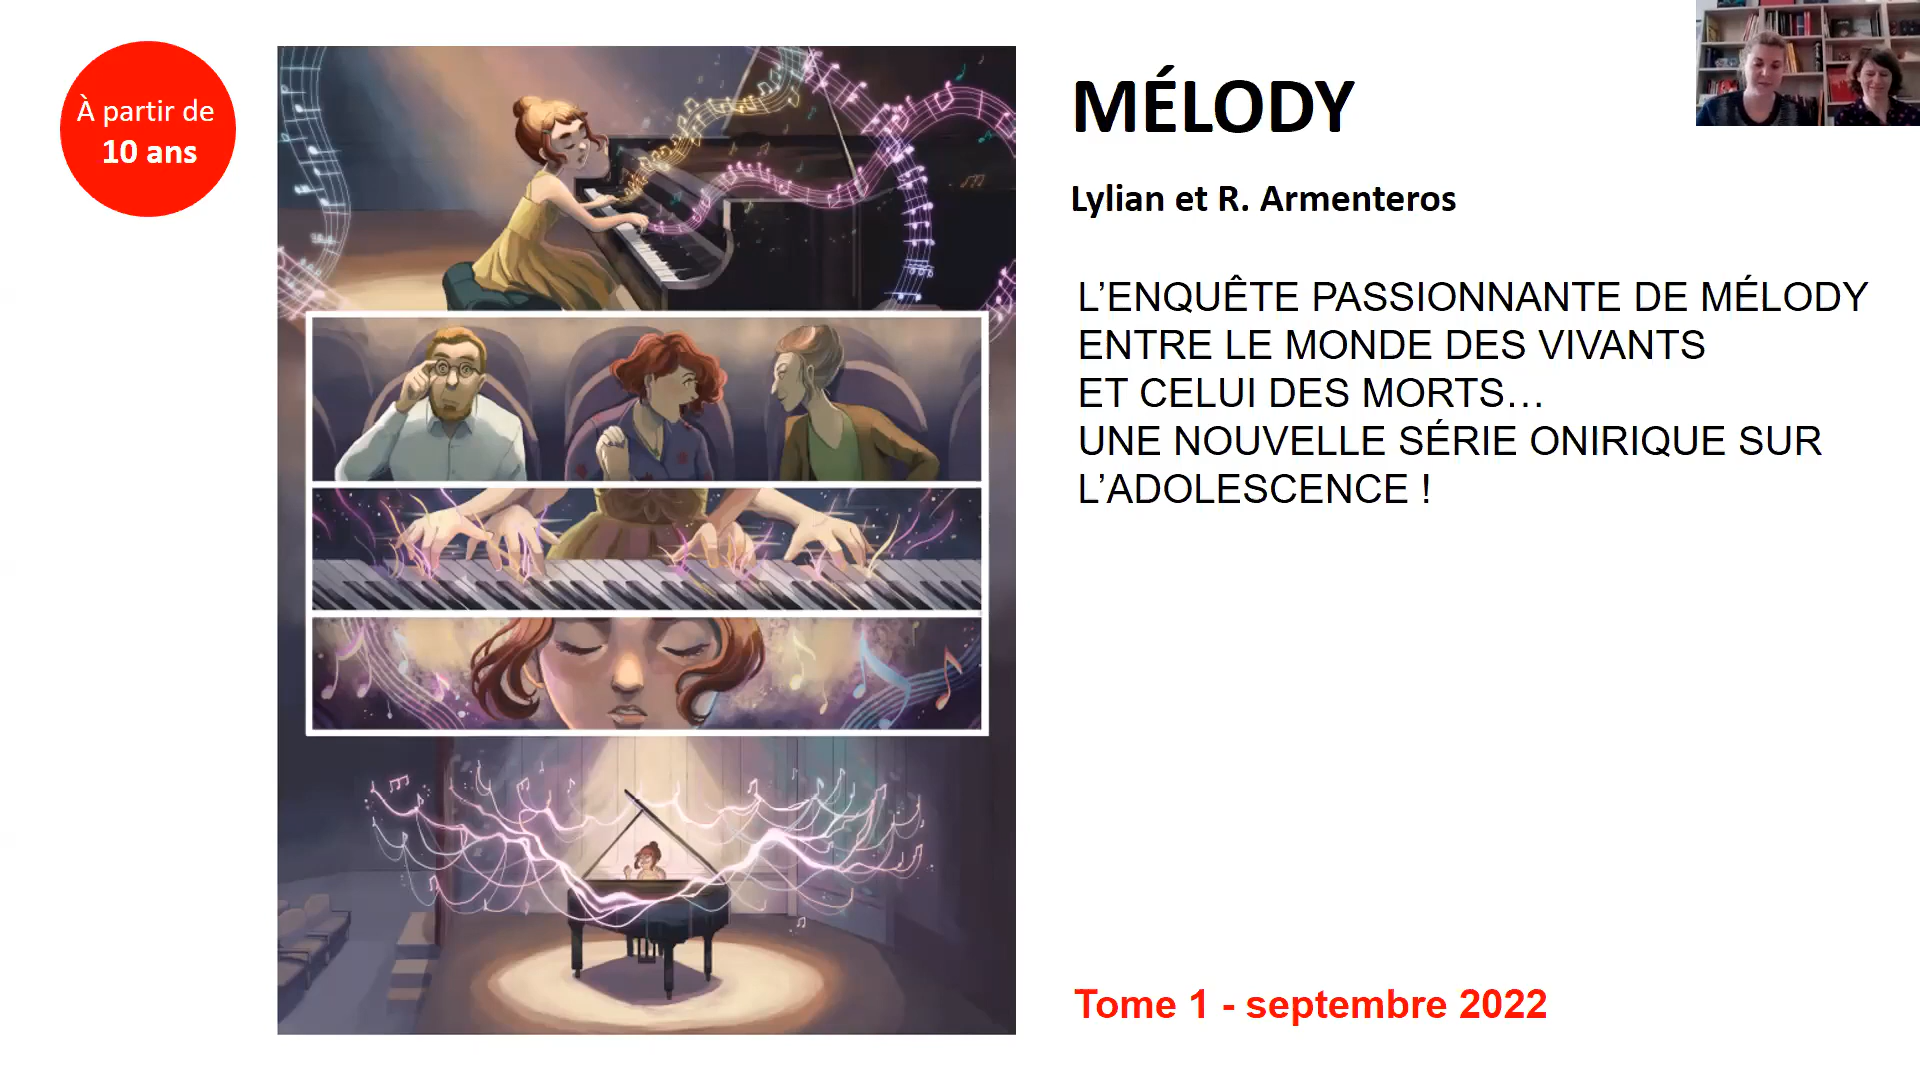 À partir de
10 ans
MÉLODY
Lylian et R. Armenteros
L’ENQUÊTE PASSIONNANTE DE MÉLODY
ENTRE LE MONDE DES VIVANTS
ET CELUI DES MORTS…
UNE NOUVELLE SÉRIE ONIRIQUE SUR
L’ADOLESCENCE !
Tome 1 - septembre 2022